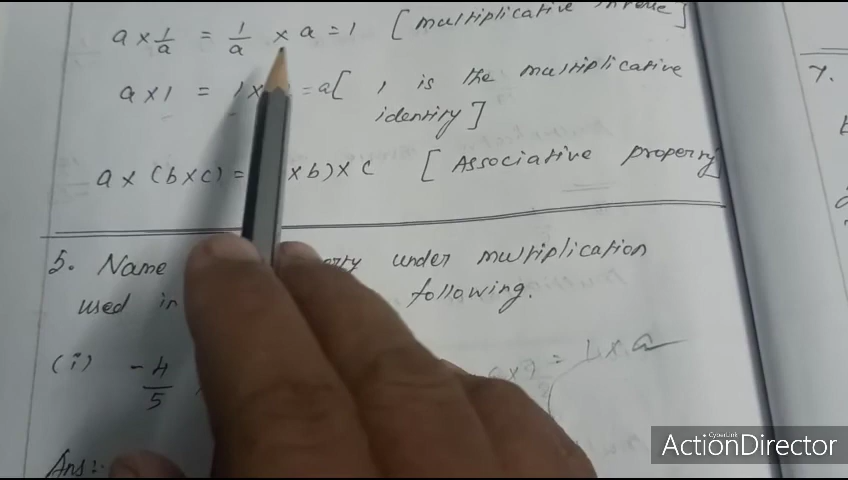 a × 1/a = 1/a × a = 1 [multiplicative
a × 1 = 1 × = a [ 1 is the multiplicative
identity]
a × (b × c) = × b) × c [Associative property]
5. Name under multiplication
used in following.
(i) -4/5
Ans:
= 1 × a
7.
CyberLink
ActionDirector